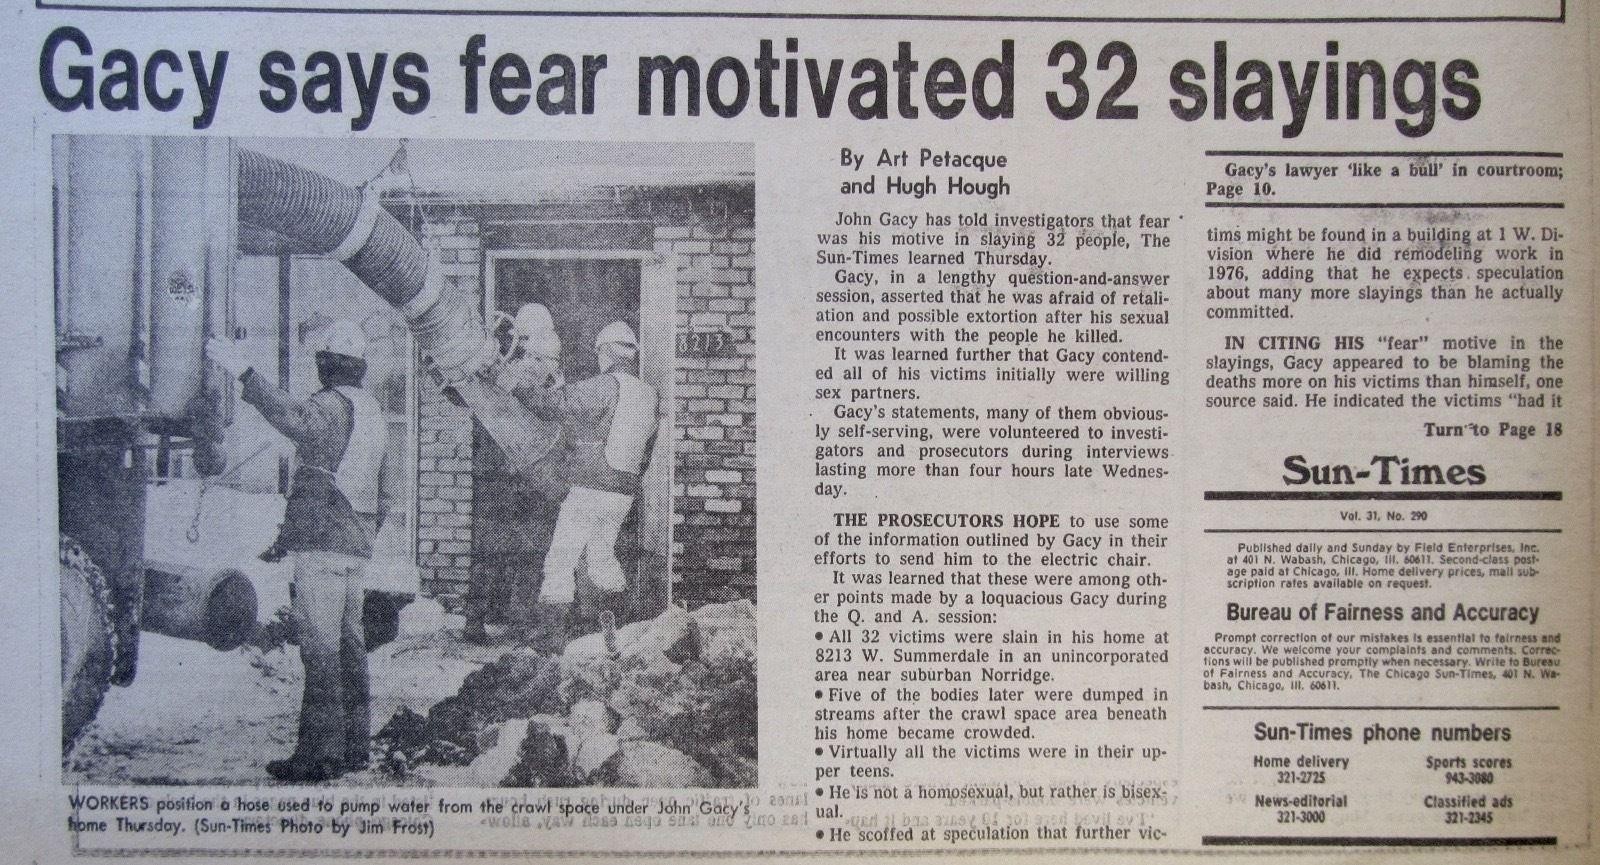 Gacy says fear motivated 32 slayings
8213
WORKERS position a hose used to pump water from the crawl space under John Gacy's
home Thursday. (Sun-Times Photo by Jim Frost)
By Art Petacque
and Hugh Hough
John Gacy has told investigators that fear
was his motive in slaying 32 people, The
Sun-Times learned Thursday.
Gacy, in a lengthy question-and-answer
session, asserted that he was afraid of retali-
ation and possible extortion after his sexual
encounters with the people he killed.
It was learned further that Gacy contend-
ed all of his victims initially were willing
sex partners.
Gacy's statements, many of them obvious-
ly self-serving, were volunteered to investi-
gators and prosecutors during interviews
lasting more than four hours late Wednes-
day.
THE PROSECUTORS HOPE to use some
of the information outlined by Gacy in their
efforts to send him to the electric chair.
It was learned that these were among oth-
er points made by a loquacious Gacy during
the Q. and A. session:
• All 32 victims were slain in his home at
8213 W. Summerdale in an unincorporated
area near suburban Norridge.
• Five of the bodies later were dumped in
streams after the crawl space area beneath
his home became crowded.
• Virtually all the victims were in their up-
per teens.
• He is not a homosexual, but rather is bisex-
ual.
• He scoffed at speculation that further vic-
Gacy's lawyer 'like a bull' in courtroom;
Page 10.
tims might be found in a building at 1 W. Di-
vision where he did remodeling work in
1976, adding that he expects speculation
about many more slayings than he actually
committed.
IN CITING HIS "fear" motive in the
slayings, Gacy appeared to be blaming the
deaths more on his victims than himself, one
source said. He indicated the victims "had it
Turn to Page 18
Sun-Times
Vol. 31, No. 290
Published daily and Sunday by Field Enterprises, Inc.
at 401 N. Wabash, Chicago, Ill. 60611. Second-class post-
age paid at Chicago, Ill. Home delivery prices, mail sub-
scription rates available on request.
Bureau of Fairness and Accuracy
Prompt correction of our mistakes is essential to fairness and
accuracy. We welcome your complaints and comments. Correc-
tions will be published promptly when necessary. Write to Bureau
of Fairness and Accuracy, The Chicago Sun-Times, 401 N. Wa-
bash, Chicago, Ill. 60611.
Sun-Times phone numbers
Home delivery
321-2725
Sports scores
943-3080
News-editorial
321-3000
Classified ads
321-2345